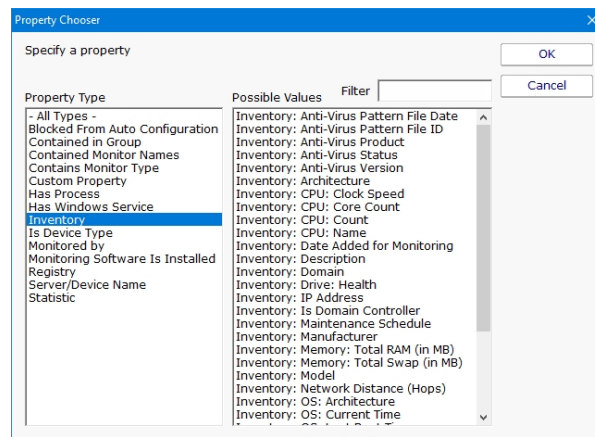 Property Chooser
Specify a property
OK
Cancel
Property Type
Possible Values
Filter
- All Types -
Blocked From Auto Configuration
Contained in Group
Contained Monitor Names
Contains Monitor Type
Custom Property
Has Process
Has Windows Service
Inventory
Is Device Type
Monitored by
Monitoring Software Is Installed
Registry
Server/Device Name
Statistic
Inventory: Anti-Virus Pattern File Date
Inventory: Anti-Virus Pattern File ID
Inventory: Anti-Virus Product
Inventory: Anti-Virus Status
Inventory: Anti-Virus Version
Inventory: Architecture
Inventory: CPU: Clock Speed
Inventory: CPU: Core Count
Inventory: CPU: Count
Inventory: CPU: Name
Inventory: Date Added for Monitoring
Inventory: Description
Inventory: Domain
Inventory: Drive: Health
Inventory: IP Address
Inventory: Is Domain Controller
Inventory: Maintenance Schedule
Inventory: Manufacturer
Inventory: Memory: Total RAM (in MB)
Inventory: Memory: Total Swap (in MB)
Inventory: Model
Inventory: Network Distance (Hops)
Inventory: OS: Architecture
Inventory: OS: Current Time